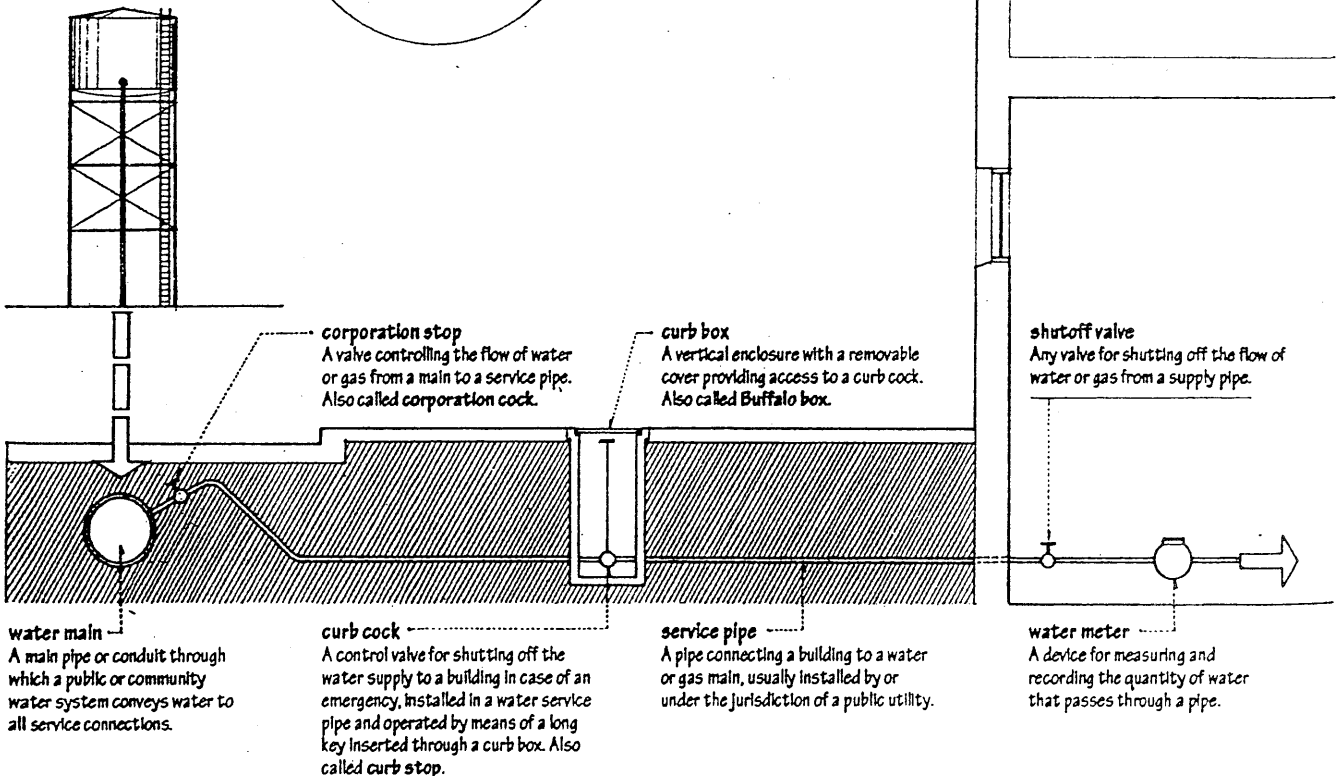 corporation stop
A valve controlling the flow of water
or gas from a main to a service pipe.
Also called corporation cock.
curb box
A vertical enclosure with a removable
cover providing access to a curb cock.
Also called Buffalo box.
shutoff valve
Any valve for shutting off the flow of
water or gas from a supply pipe.
water main
A main pipe or conduit through
which a public or community
water system conveys water to
all service connections.
curb cock
A control valve for shutting off the
water supply to a building in case of an
emergency, installed in a water service
pipe and operated by means of a long
key inserted through a curb box. Also
called curb stop.
service pipe
A pipe connecting a building to a water
or gas main, usually installed by or
under the jurisdiction of a public utility.
water meter
A device for measuring and
recording the quantity of water
that passes through a pipe.